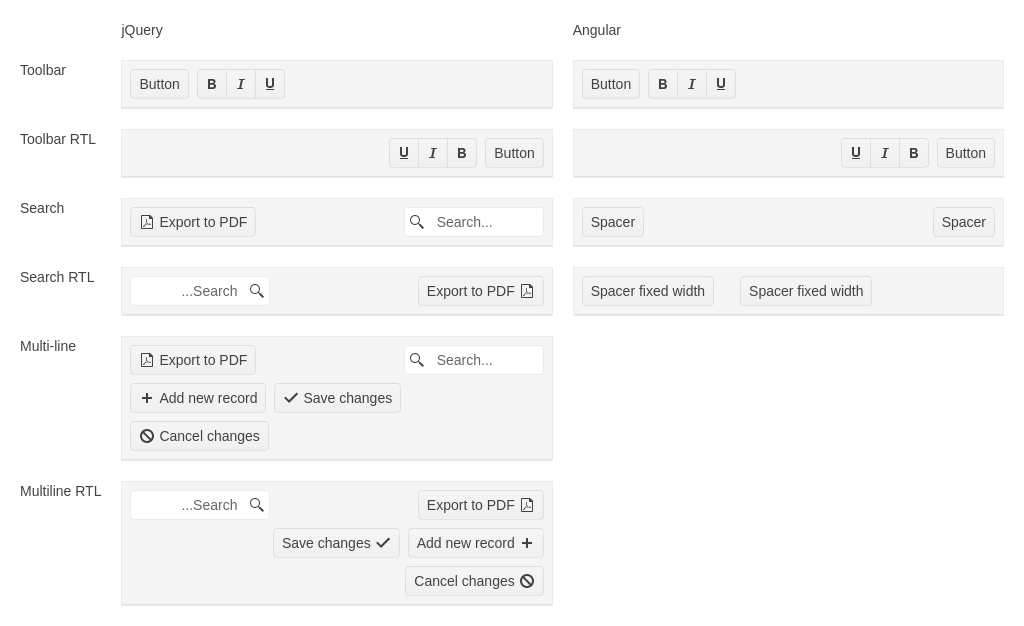 jQuery Angular
Toolbar Button B I U Button B I U
Toolbar RTL U I B Button U I B Button
Search Export to PDF Search... Spacer Spacer
Search RTL ...Search Export to PDF Spacer fixed width Spacer fixed width
Multi-line Export to PDF Search...
Add new record Save changes
Cancel changes
Multiline RTL ...Search Export to PDF
Save changes Add new record
Cancel changes